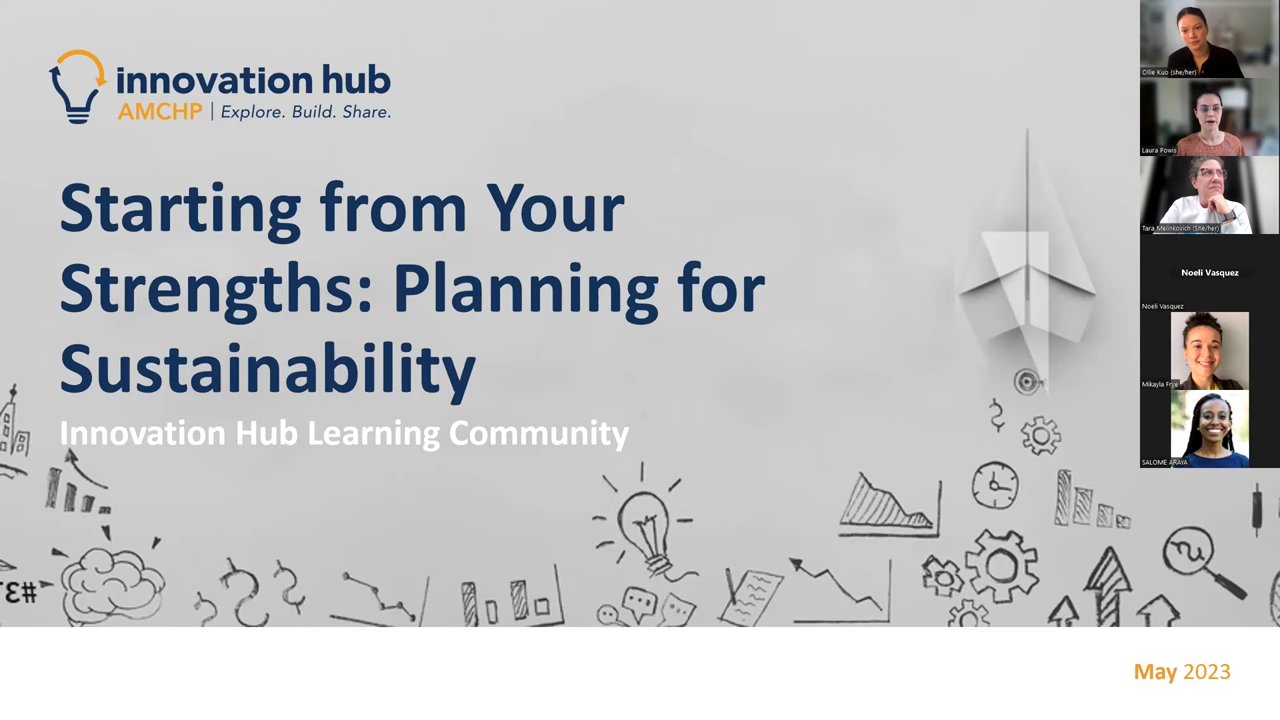 innovation hub
AMCHP | Explore. Build. Share.
Starting from Your
Strengths: Planning for
Sustainability
Innovation Hub Learning Community
May 2023
Ollie Kuo (she/her)
Laura Powis
Tara Melinkovich (She/her)
Noeli Vasquez
Noeli Vasquez
Mikayla Frye
SALOME ARAYA